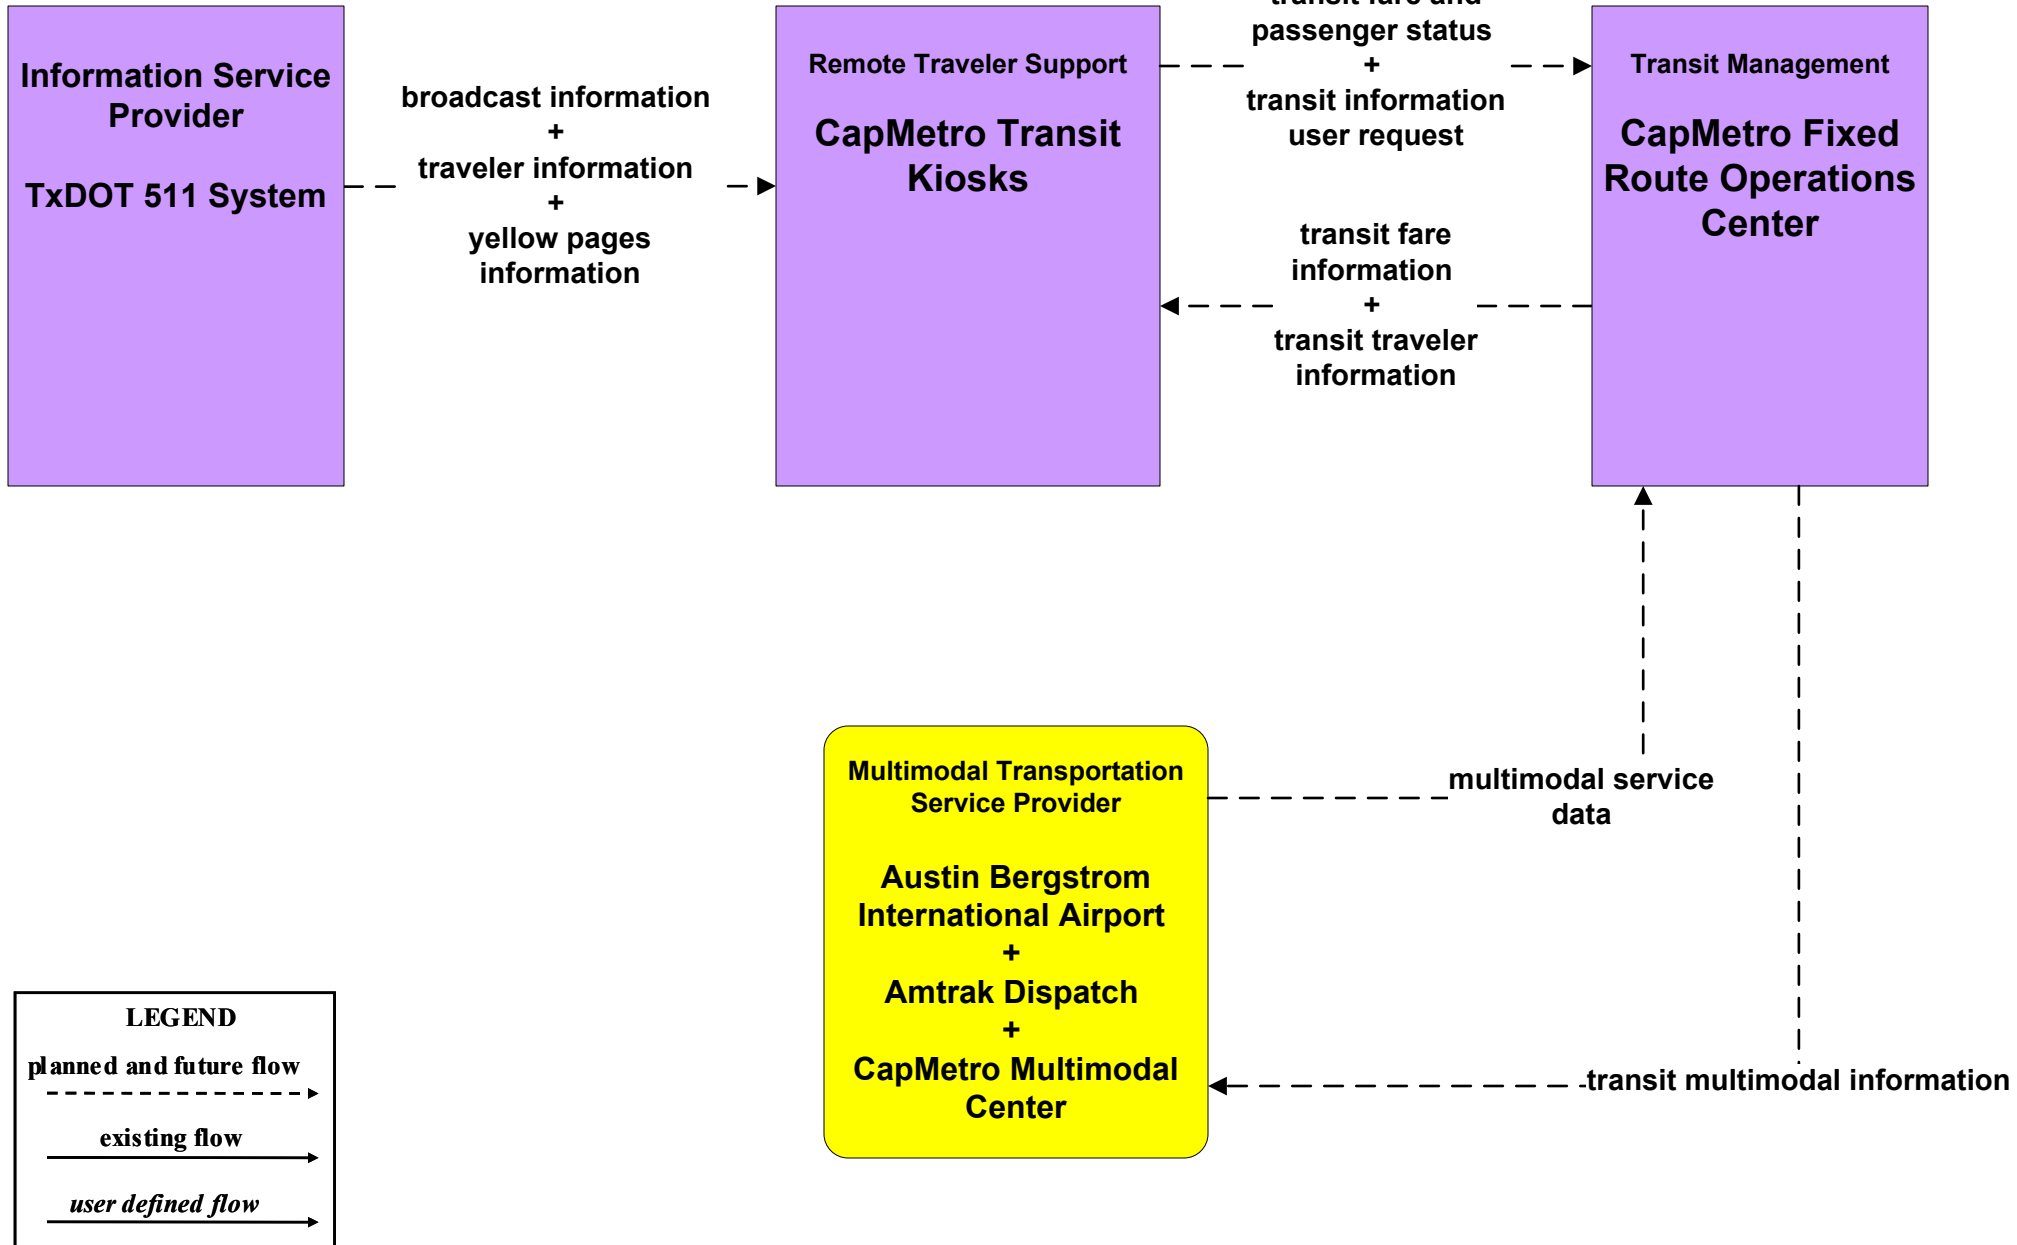 Information Service
Provider
TxDOT 511 System
broadcast information
+
traveler information
+
yellow pages
information
Remote Traveler Support
CapMetro Transit
Kiosks
transit fare and
passenger status
+
transit information
user request
transit fare
information
+
transit traveler
information
Transit Management
CapMetro Fixed
Route Operations
Center
Multimodal Transportation
Service Provider
Austin Bergstrom
International Airport
+
Amtrak Dispatch
+
CapMetro Multimodal
Center
multimodal service
data
transit multimodal information
LEGEND
planned and future flow
existing flow
user defined flow